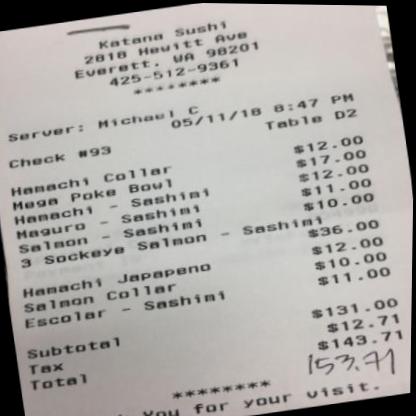 Katana Sushi
2818 Hewitt Ave
Everett, WA 98201
425-512-9361
********
Server: Michael C
05/11/18 8:47 PM
Check #93 Table D2
Hamachi Collar $12.00
Mega Poke Bowl $17.00
Hamachi - Sashimi $12.00
Maguro - Sashimi $11.00
Salmon - Sashimi $10.00
3 Sockeye Salmon - Sashimi $36.00
Hamachi Japapeno $12.00
Salmon Collar $10.00
Escolar - Sashimi $11.00
Subtotal $131.00
Tax $12.71
Total $143.71
153.71
********
You for your visit.